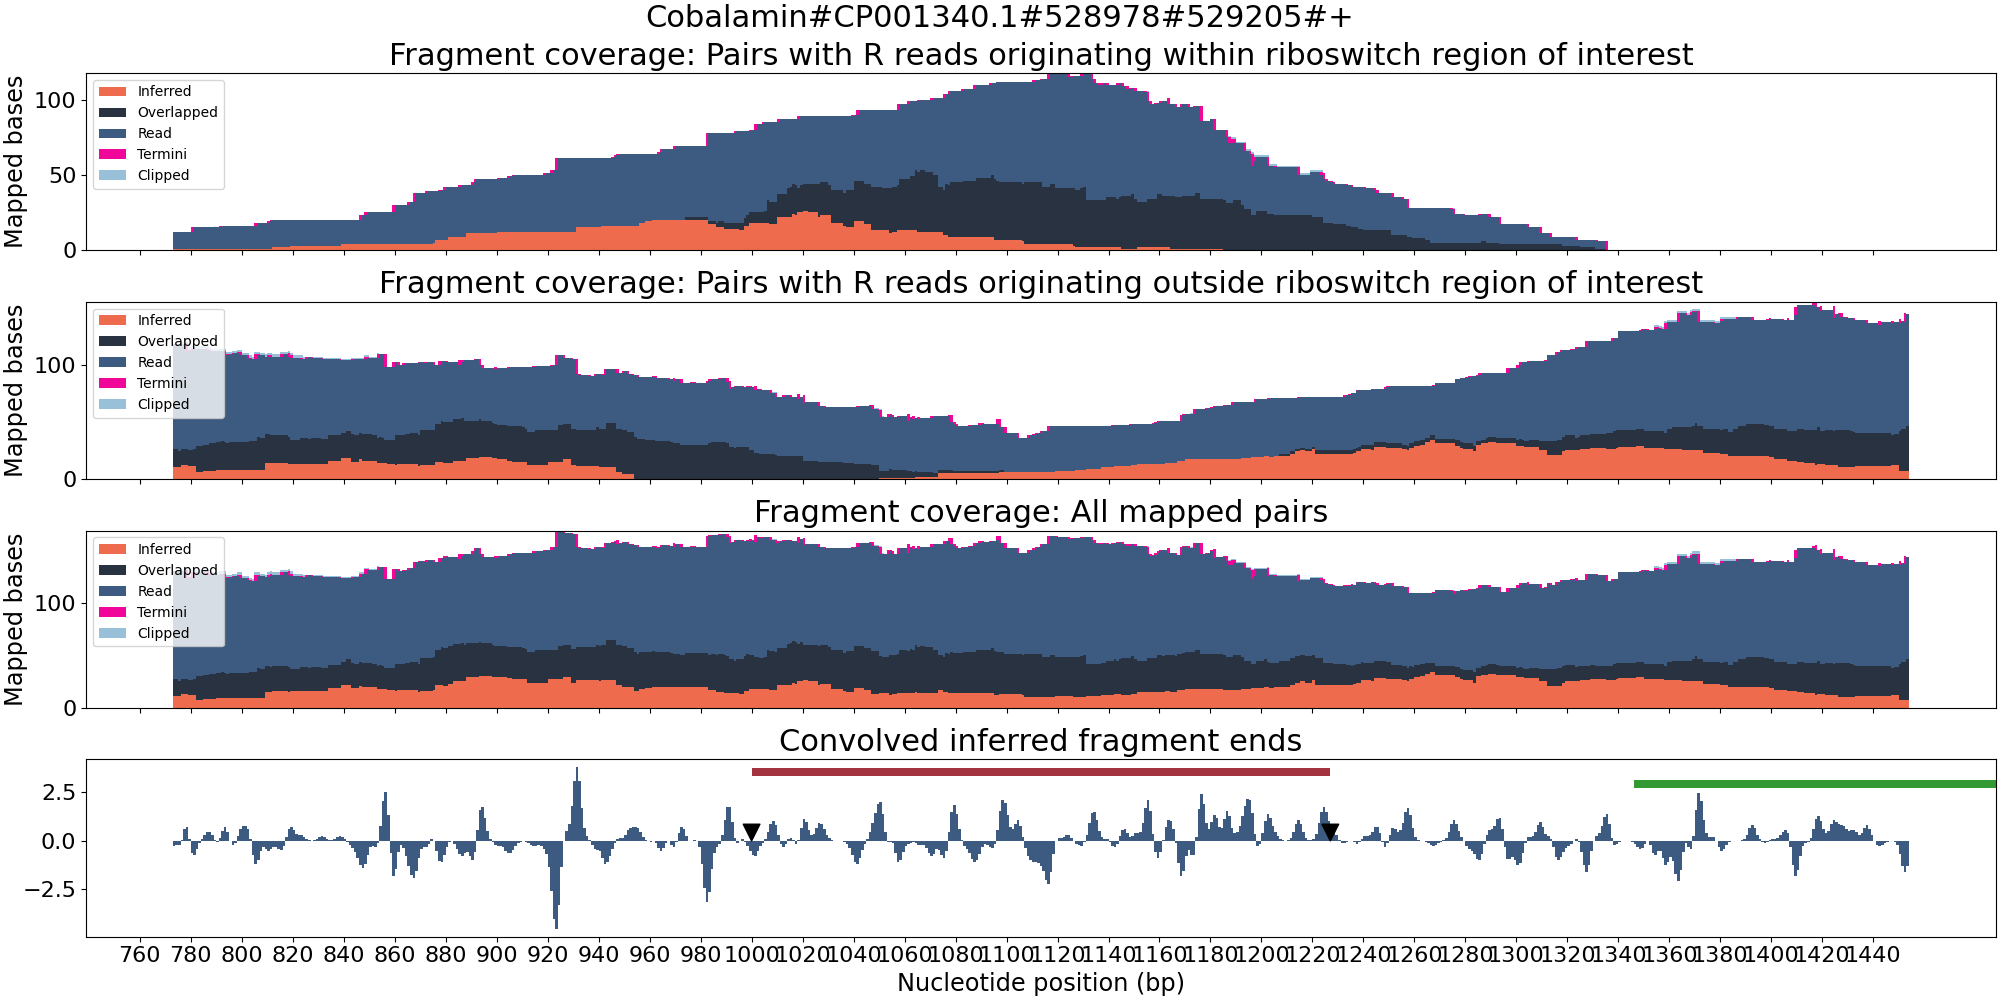 Cobalamin#CP001340.1#528978#529205#+
Fragment coverage: Pairs with R reads originating within riboswitch region of interest
Mapped bases
100
50
0
Inferred
Overlapped
Read
Termini
Clipped
Fragment coverage: Pairs with R reads originating outside riboswitch region of interest
Mapped bases
100
0
Inferred
Overlapped
Read
Termini
Clipped
Fragment coverage: All mapped pairs
Mapped bases
100
0
Inferred
Overlapped
Read
Termini
Clipped
Convolved inferred fragment ends
2.5
0.0
−2.5
760 780 800 820 840 860 880 900 920 940 960 980 1000 1020 1040 1060 1080 1100 1120 1140 1160 1180 1200 1220 1240 1260 1280 1300 1320 1340 1360 1380 1400 1420 1440
Nucleotide position (bp)